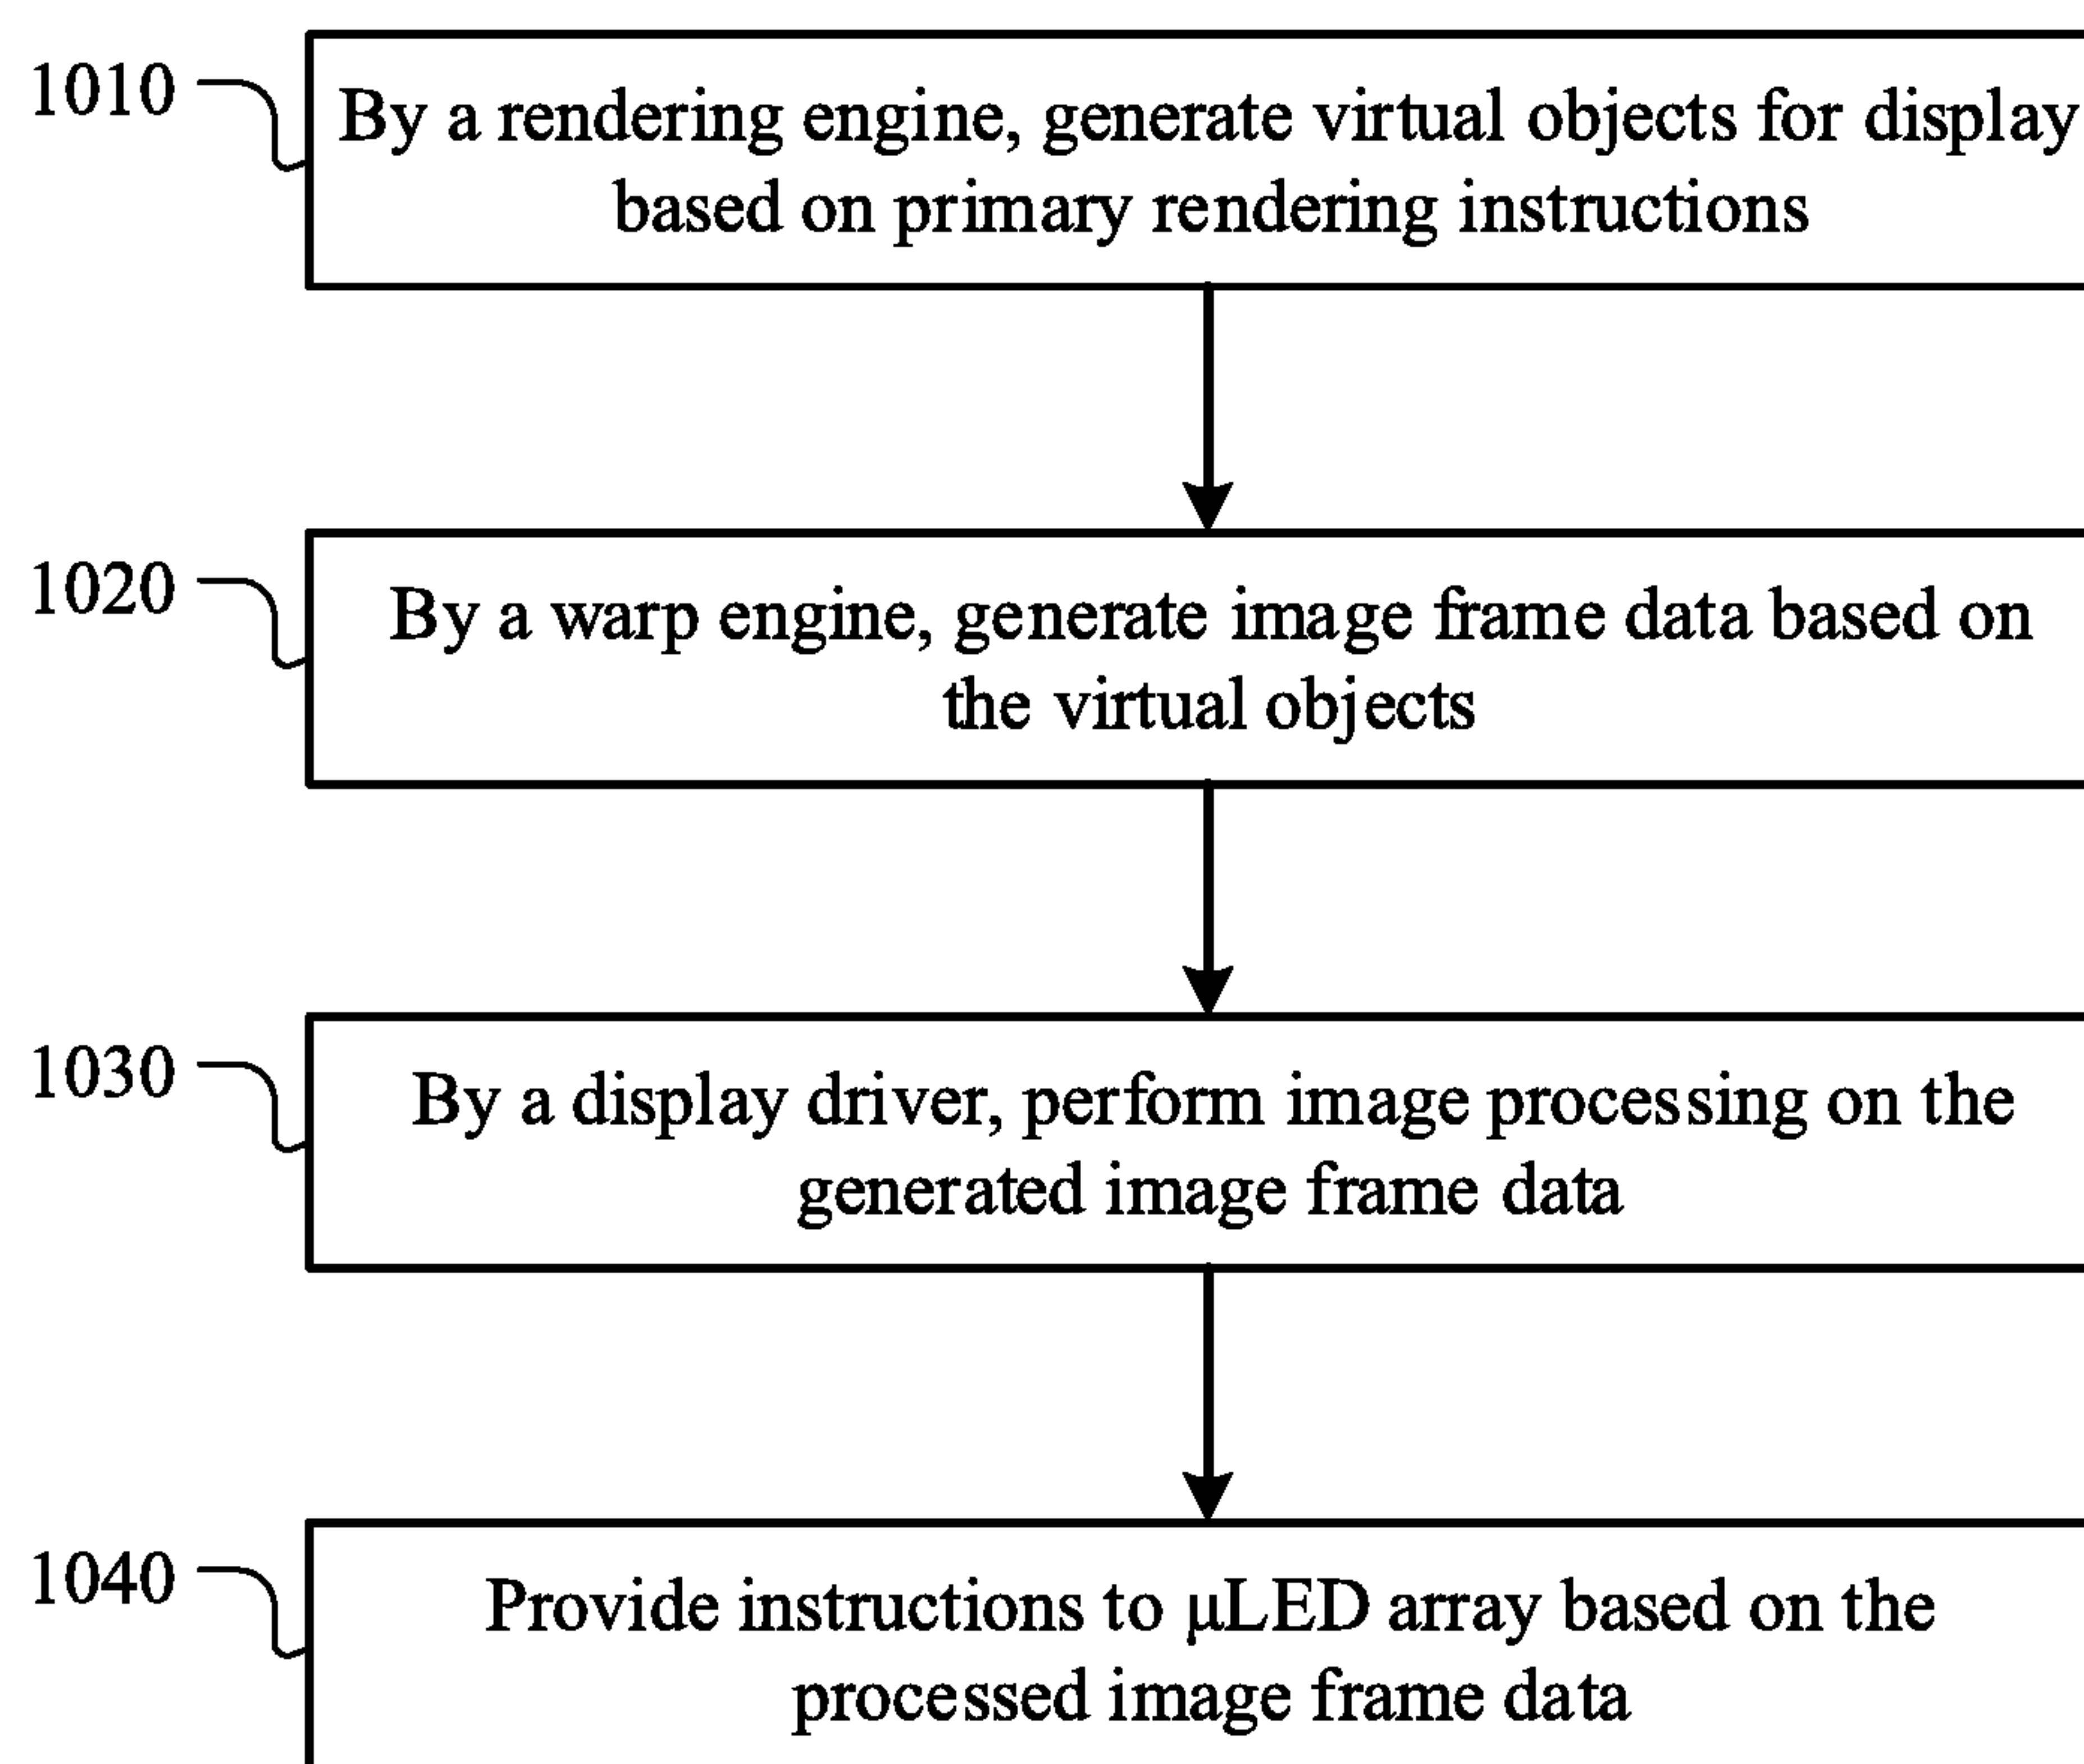 1010
By a rendering engine, generate virtual objects for display
based on primary rendering instructions
1020
By a warp engine, generate image frame data based on
the virtual objects
1030
By a display driver, perform image processing on the
generated image frame data
1040
Provide instructions to µLED array based on the
processed image frame data